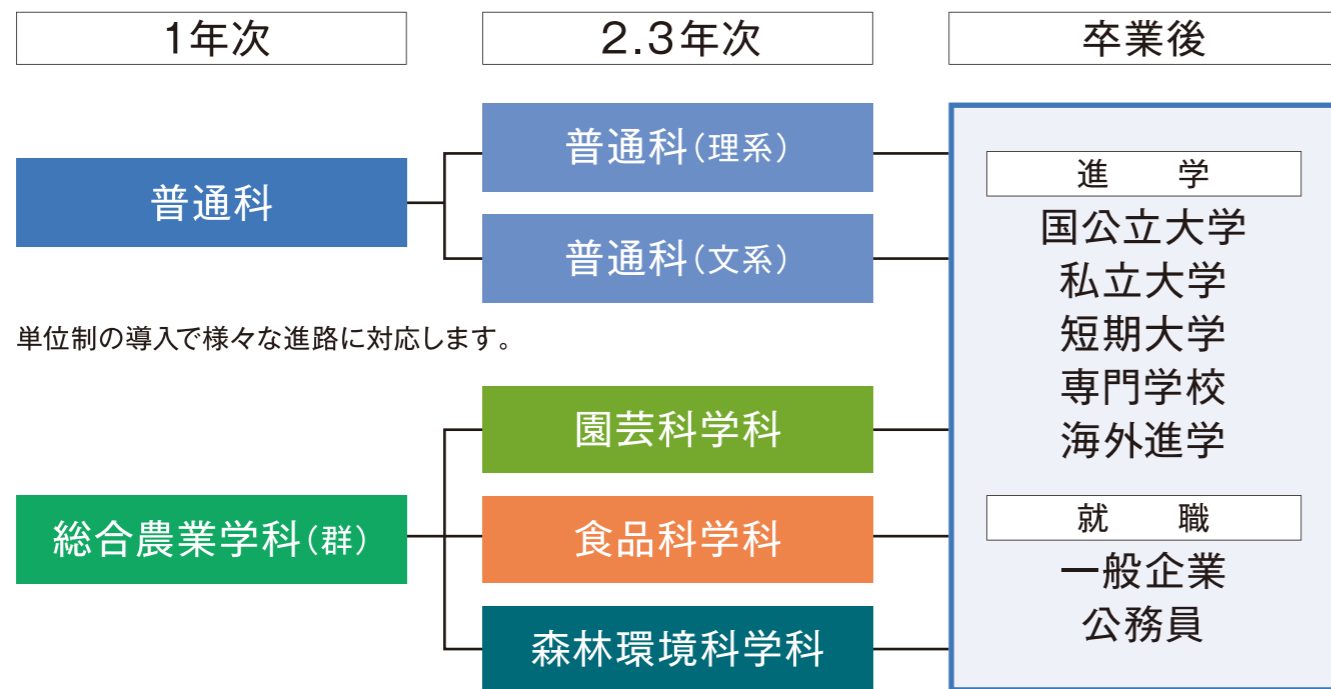 1年次
2.3年次
卒業後
普通科
普通科(理系)
普通科(文系)
単位制の導入で様々な進路に対応します。
総合農業学科(群)
園芸科学科
食品科学科
森林環境科学科
進　学
国公立大学
私立大学
短期大学
専門学校
海外進学
就　職
一般企業
公務員